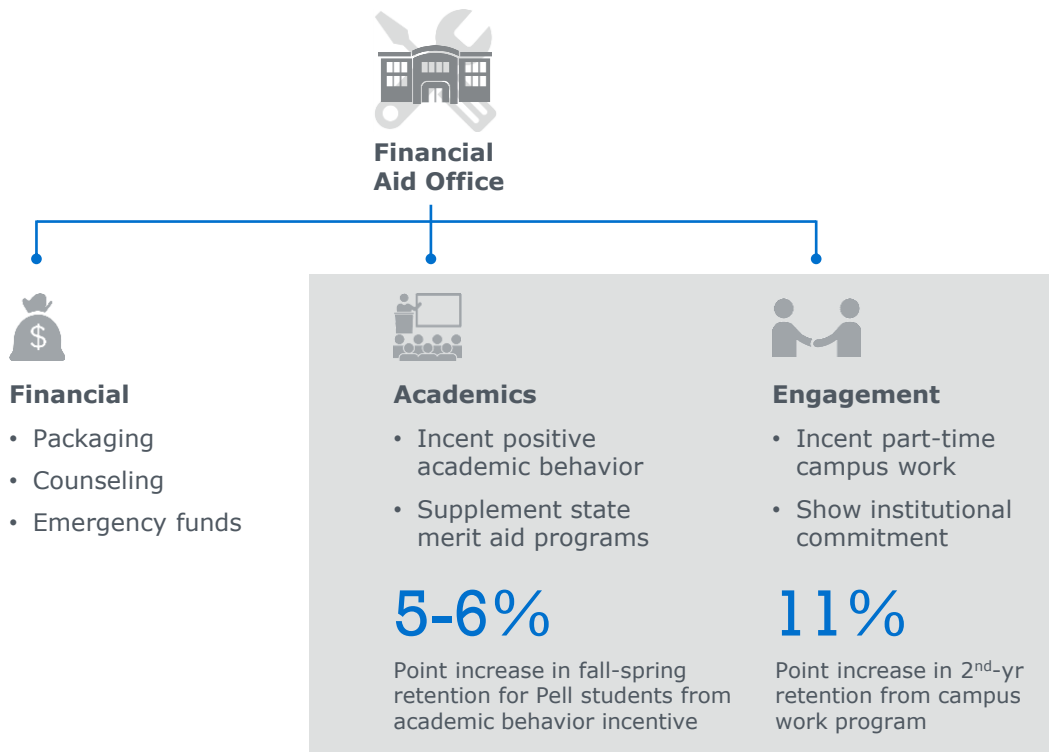 Financial
Aid Office
$
Financial
• Packaging
• Counseling
• Emergency funds
Academics
• Incent positive
academic behavior
• Supplement state
merit aid programs
5-6%
Point increase in fall-spring
retention for Pell students from
academic behavior incentive
Engagement
• Incent part-time
campus work
• Show institutional
commitment
11%
Point increase in 2nd-yr
retention from campus
work program